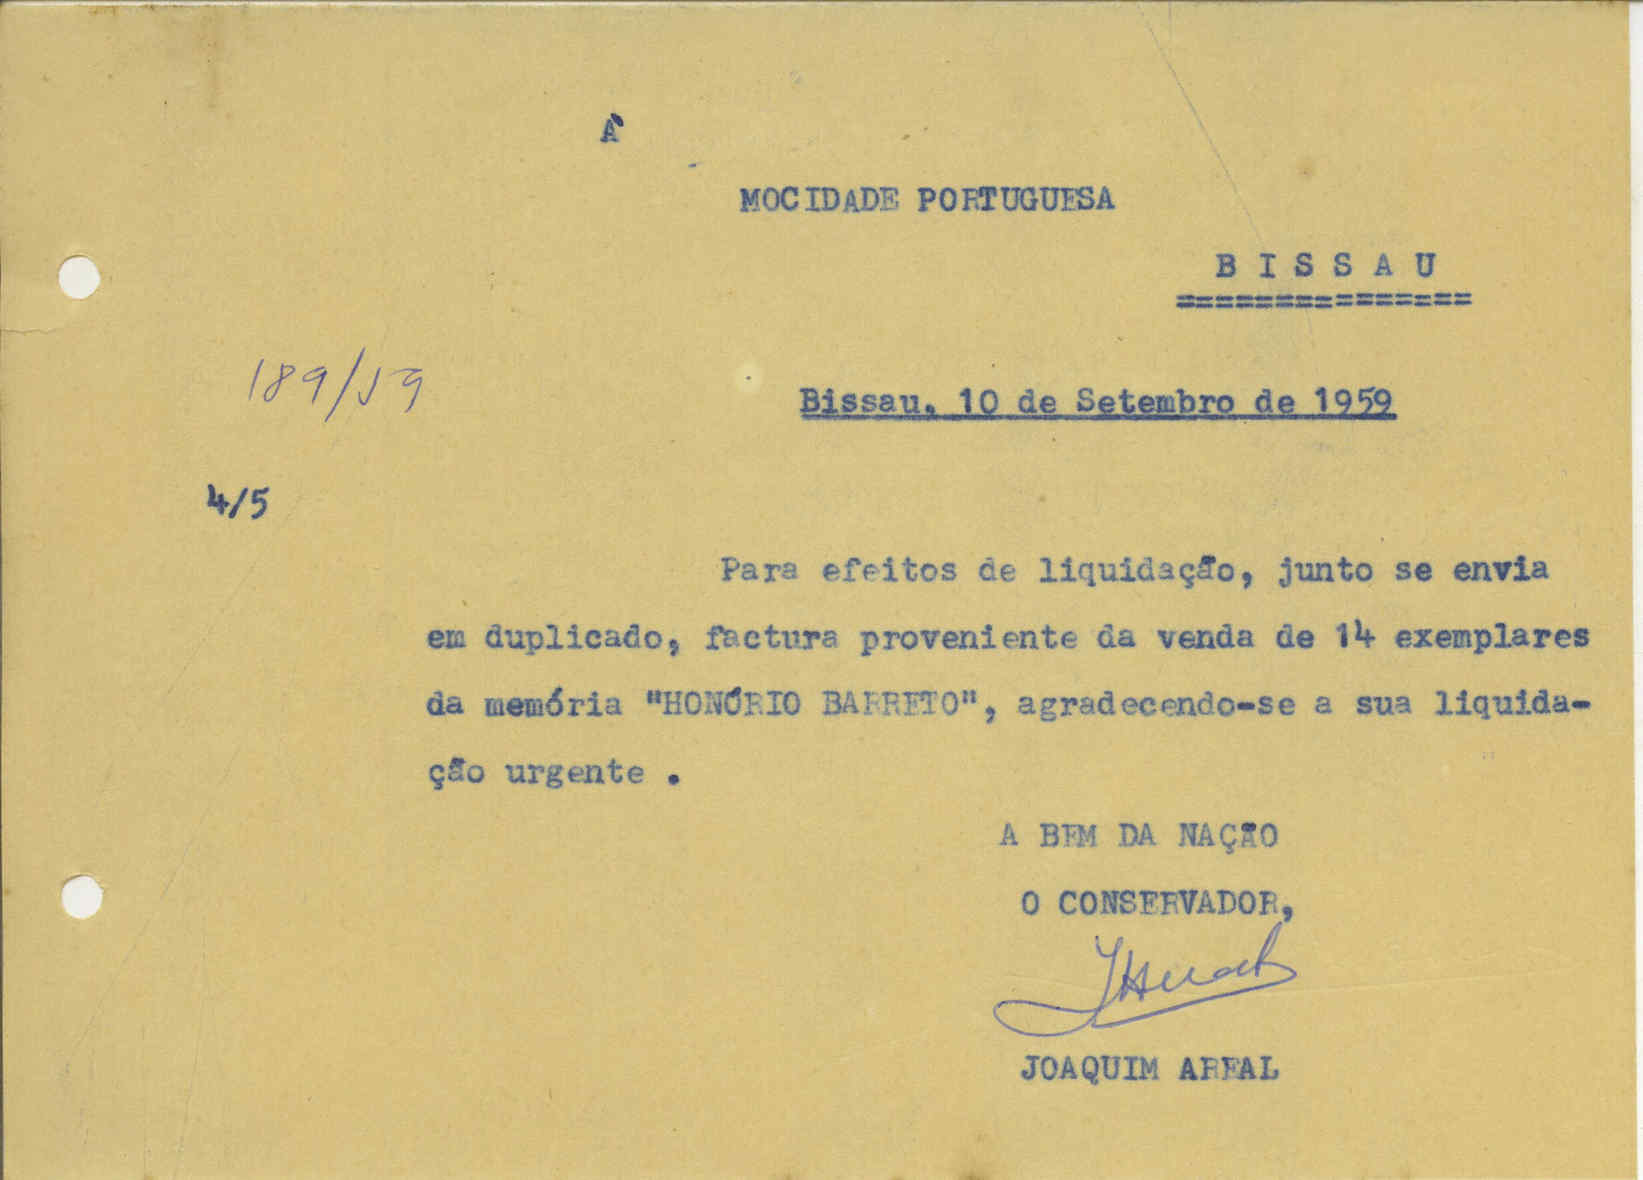 À
MOCIDADE PORTUGUESA
B I S S A U
===============
189/59
Bissau, 10 de Setembro de 1959
4/5
Para efeitos de liquidação, junto se envia
em duplicado, factura proveniente da venda de 14 exemplares
da memória "HONÓRIO BARRETO", agradecendo-se a sua liquida-
ção urgente .
A BEM DA NAÇÃO
O CONSERVADOR,
JOAQUIM AREAL